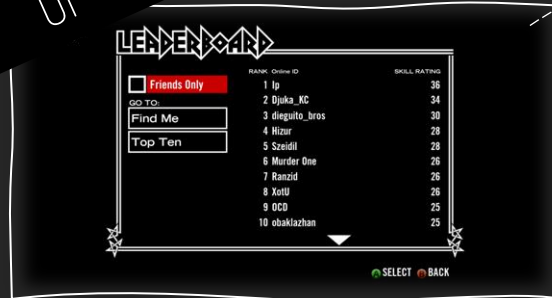 LEADERBOARD
Friends Only
GO TO:
Find Me
Top Ten
RANK Online ID SKILL RATING
1 Ip 36
2 Djuka_KC 34
3 dieguito_bros 30
4 Hizur 28
5 Szeidil 28
6 Murder One 26
7 Ranzid 26
8 XotU 26
9 OCD 25
10 obaklazhan 25
A SELECT B BACK